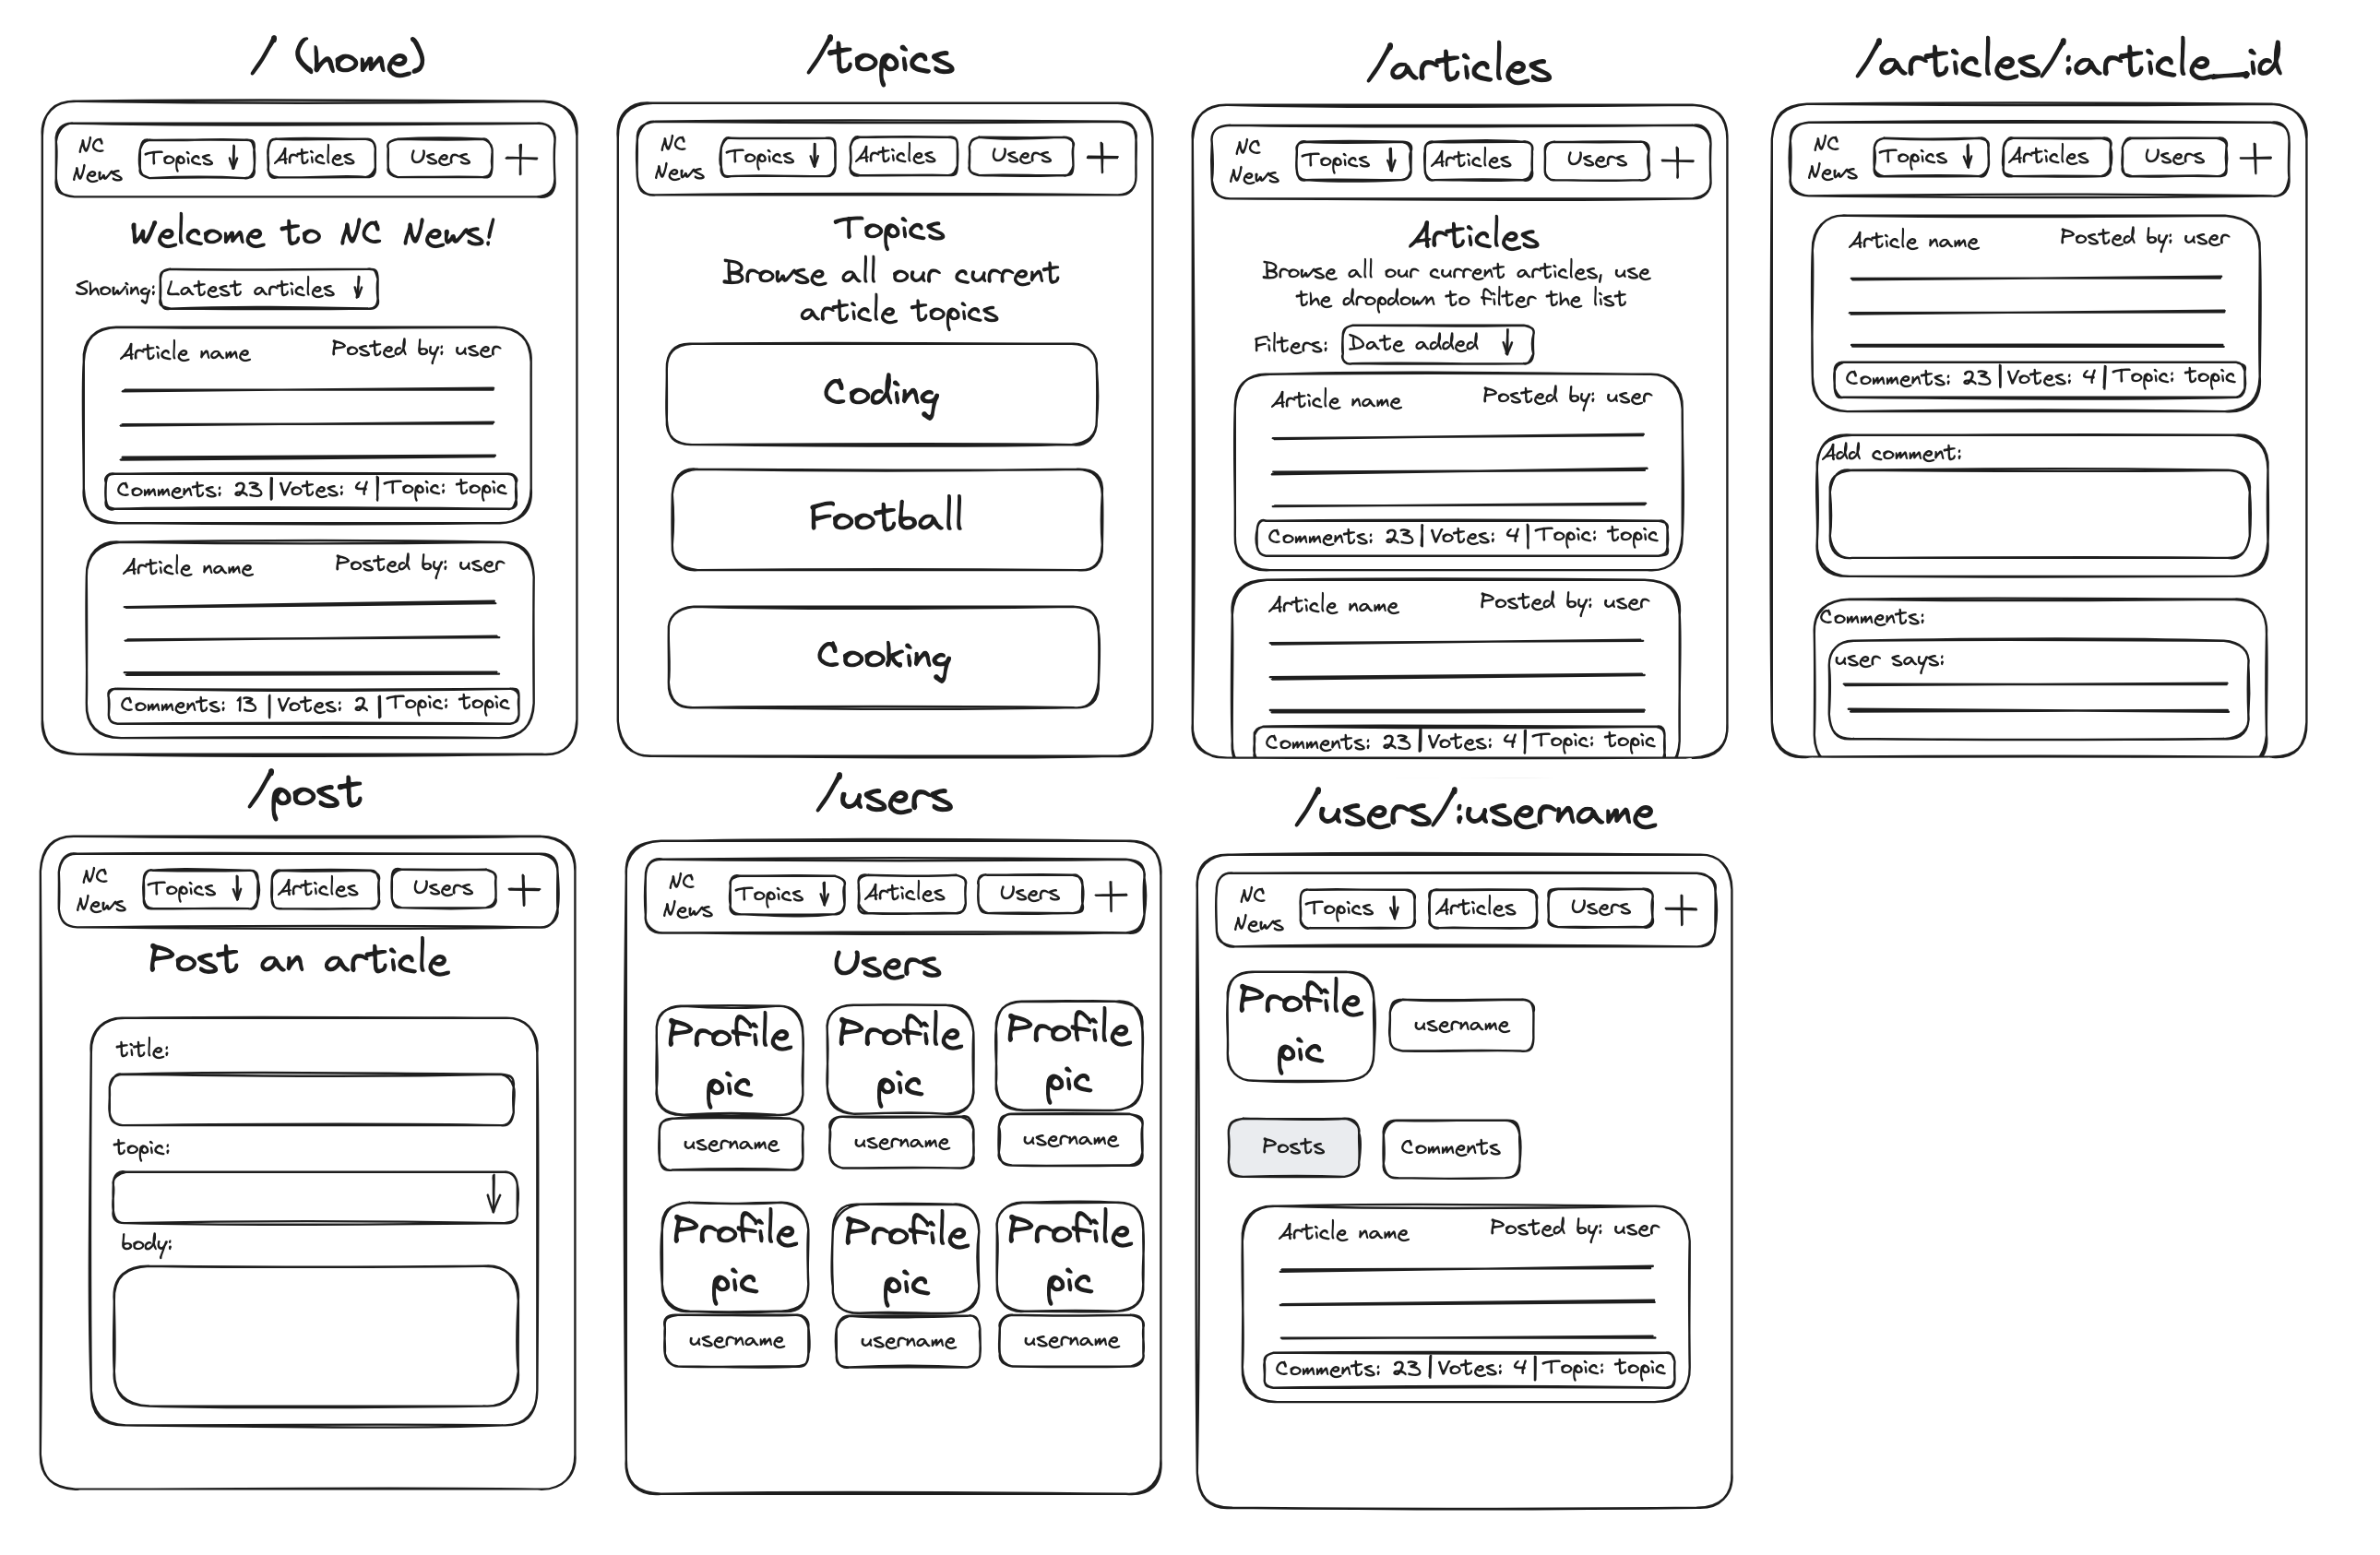 / (home)
NC
News
Topics ↓
Articles
Users
+
Welcome to NC News!
Showing: Latest articles ↓
Article name
Posted by: user
Comments: 23 | Votes: 4 | Topic: topic
Article name
Posted by: user
Comments: 13 | Votes: 2 | Topic: topic
/topics
NC
News
Topics ↓
Articles
Users
+
Topics
Browse all our current
article topics
Coding
Football
Cooking
/articles
NC
News
Topics ↓
Articles
Users
+
Articles
Browse all our current articles, use
the dropdown to filter the list
Filters: Date added ↓
Article name
Posted by: user
Comments: 23 | Votes: 4 | Topic: topic
Article name
Posted by: user
Comments: 23 | Votes: 4 | Topic: topic
/articles/:article_id
NC
News
Topics ↓
Articles
Users
+
Article name
Posted by: user
Comments: 23 | Votes: 4 | Topic: topic
Add comment:
Comments:
user says:
/post
NC
News
Topics ↓
Articles
Users
+
Post an article
title:
topic:
↓
body:
/users
NC
News
Topics ↓
Articles
Users
+
Users
Profile
pic
username
Profile
pic
username
Profile
pic
username
Profile
pic
username
Profile
pic
username
Profile
pic
username
/users/:username
NC
News
Topics ↓
Articles
Users
+
Profile
pic
username
Posts
Comments
Article name
Posted by: user
Comments: 23 | Votes: 4 | Topic: topic